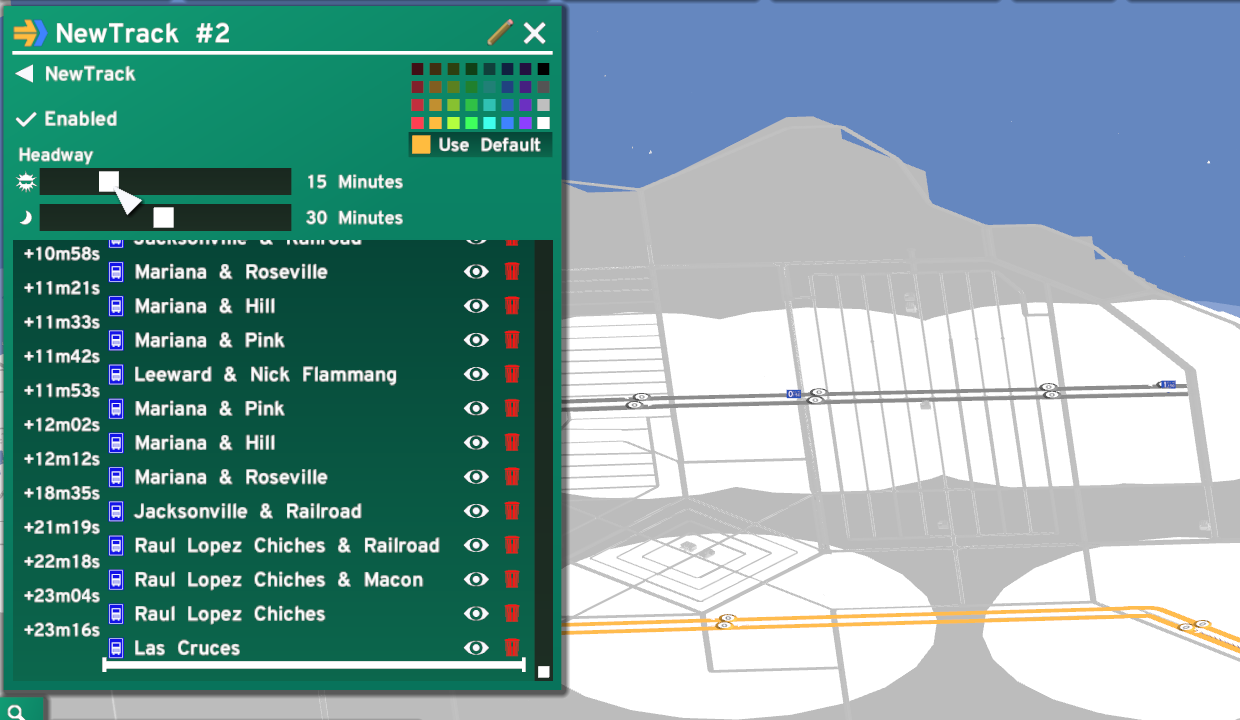 NewTrack #2
NewTrack
Enabled
Use Default
Headway
15 Minutes
30 Minutes
Jacksonville & Railroad
+10m58s
Mariana & Roseville
+11m21s
Mariana & Hill
+11m33s
Mariana & Pink
+11m42s
Leeward & Nick Flammang
+11m53s
Mariana & Pink
+12m02s
Mariana & Hill
+12m12s
Mariana & Roseville
+18m35s
Jacksonville & Railroad
+21m19s
Raul Lopez Chiches & Railroad
+22m18s
Raul Lopez Chiches & Macon
+23m04s
Raul Lopez Chiches
+23m16s
Las Cruces